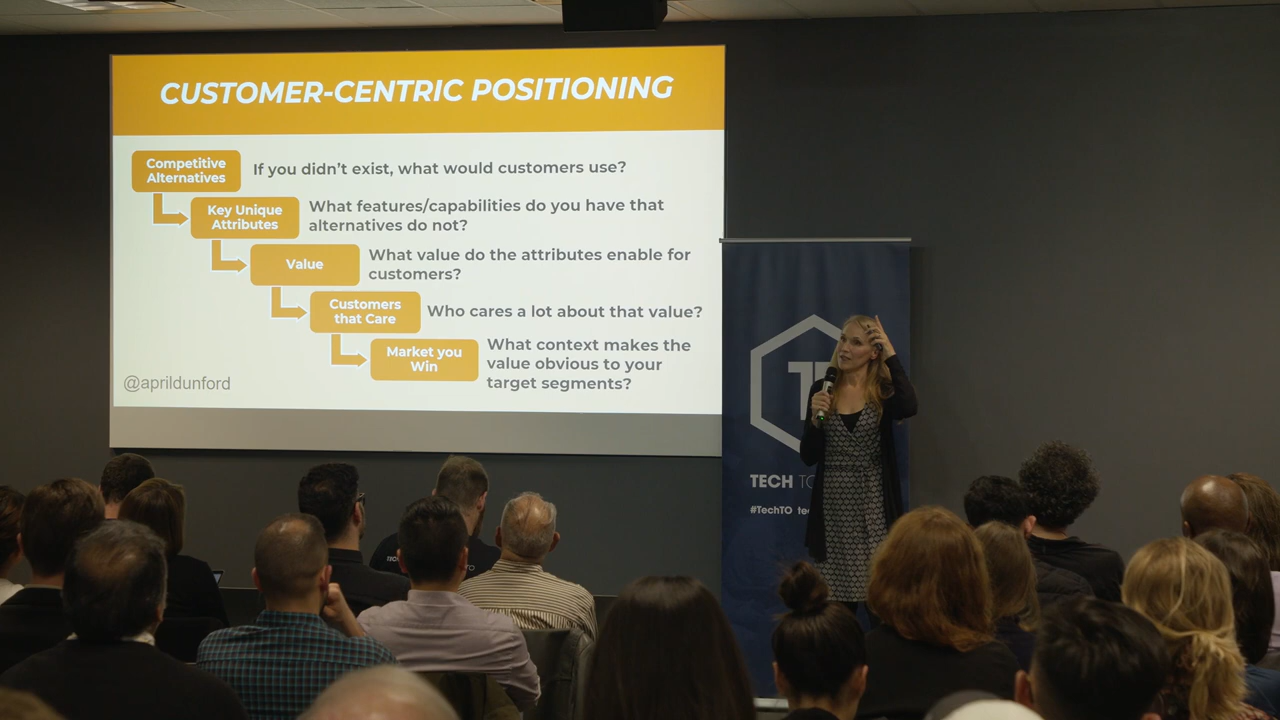 CUSTOMER-CENTRIC POSITIONING
Competitive
Alternatives
If you didn't exist, what would customers use?
Key Unique
Attributes
What features/capabilities do you have that
alternatives do not?
Value
What value do the attributes enable for
customers?
Customers
that Care
Who cares a lot about that value?
Market you
Win
What context makes the
value obvious to your
target segments?
@aprildunford
TECH
#TechTO